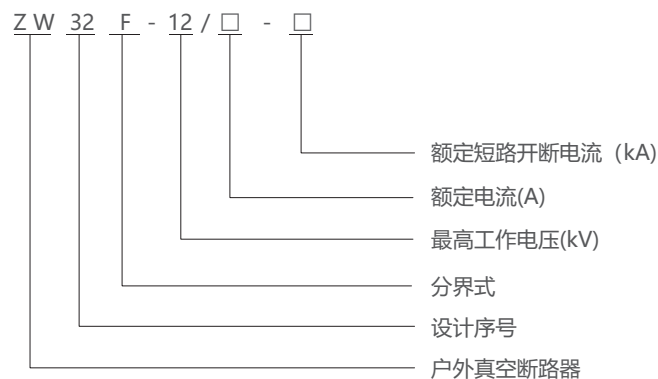 ZW 32 F - 12 / □ - □
额定短路开断电流（kA)
额定电流(A)
最高工作电压(kV)
分界式
设计序号
户外真空断路器